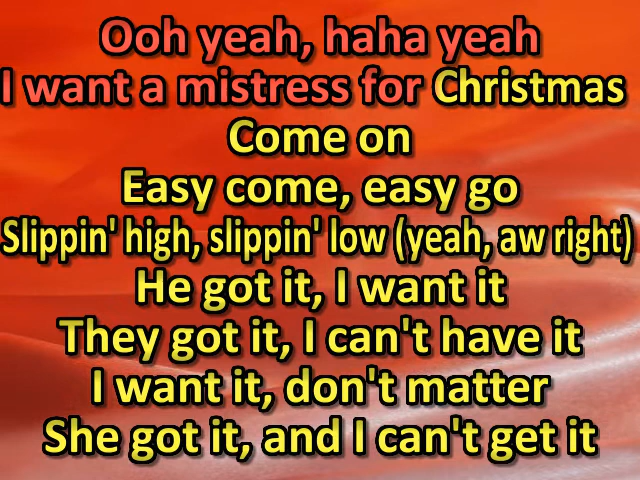 Ooh yeah, haha yeah
I want a mistress for Christmas
Come on
Easy come, easy go
Slippin' high, slippin' low (yeah, aw right)
He got it, I want it
They got it, I can't have it
I want it, don't matter
She got it, and I can't get it